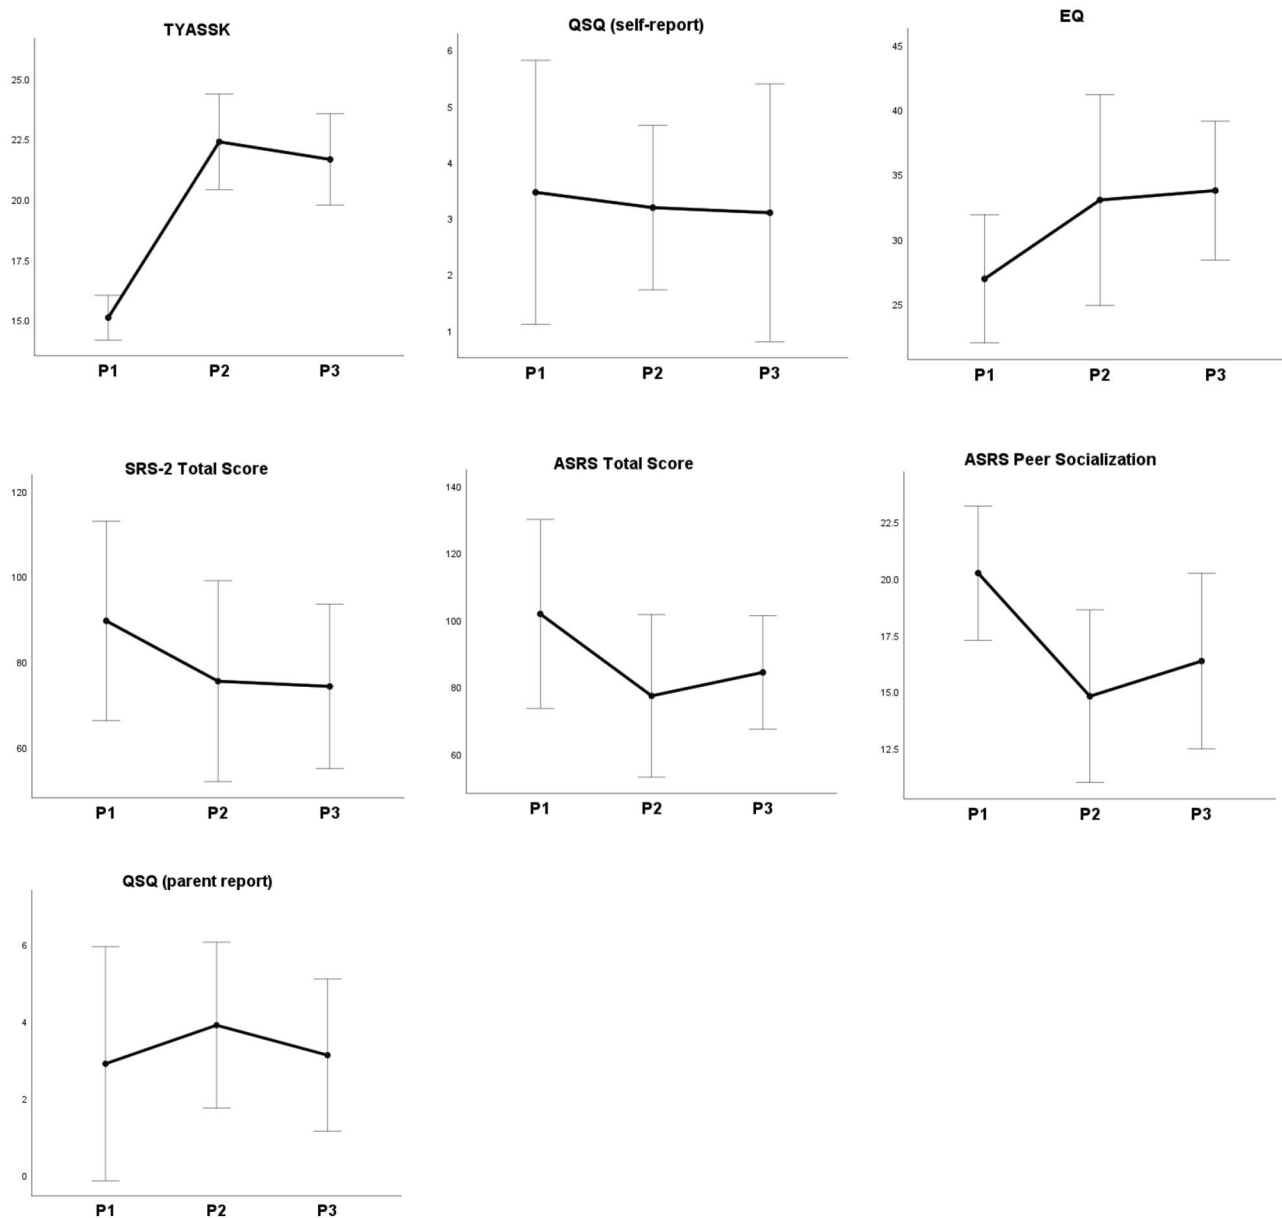 TYASSK
25.0
22.5
20.0
17.5
15.0
P1 P2 P3
QSQ (self-report)
6
5
4
3
2
1
P1 P2 P3
EQ
45
40
35
30
25
P1 P2 P3
SRS-2 Total Score
120
100
80
60
P1 P2 P3
ASRS Total Score
140
120
100
80
60
P1 P2 P3
ASRS Peer Socialization
22.5
20.0
17.5
15.0
12.5
P1 P2 P3
QSQ (parent report)
6
4
2
0
P1 P2 P3